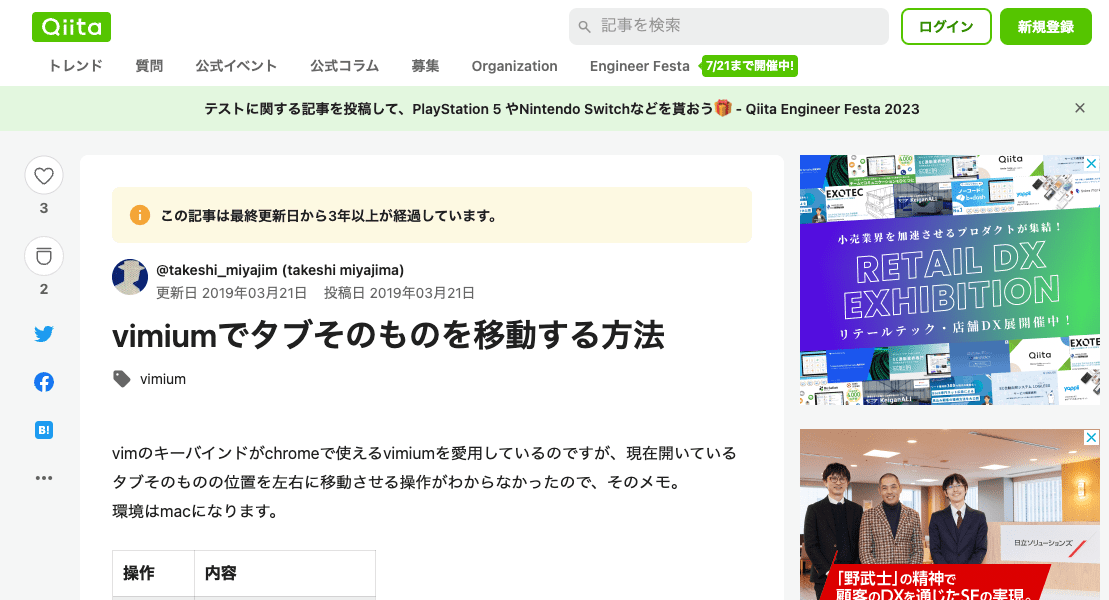 Qiita
記事を検索
ログイン
新規登録
トレンド 質問 公式イベント 公式コラム 募集 Organization Engineer Festa 7/21まで開催中!
テストに関する記事を投稿して、PlayStation 5 やNintendo Switchなどを貰おう🎁 - Qiita Engineer Festa 2023
3
2
B!
この記事は最終更新日から3年以上が経過しています。
@takeshi_miyajim (takeshi miyajima)
更新日 2019年03月21日 投稿日 2019年03月21日
vimiumでタブそのものを移動する方法
vimium
vimのキーバインドがchromeで使えるvimiumを愛用しているのですが、現在開いている
タブそのものの位置を左右に移動させる操作がわからなかったので、そのメモ。
環境はmacになります。
操作 内容
Qiita
EXOTEC
KeiganALI
小売業界を加速させるプロダクトが集結！
RETAIL DX
EXHIBITION
リテールテック・店舗DX展開催中！
EXOTE
Qiita
KeiganALI
yappli
日立ソリューションズ
「野武士」の精神で
顧客のDXを通じたSEの実現。